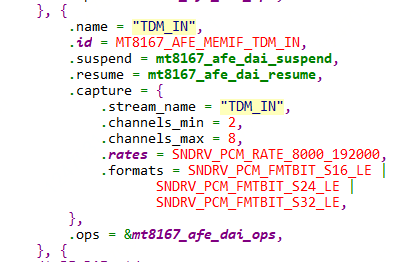 }, {
.name = "TDM_IN",
.id = MT8167_AFE_MEMIF_TDM_IN,
.suspend = mt8167_afe_dai_suspend,
.resume = mt8167_afe_dai_resume,
.capture = {
.stream_name = "TDM_IN",
.channels_min = 2,
.channels_max = 8,
.rates = SNDRV_PCM_RATE_8000_192000,
.formats = SNDRV_PCM_FMTBIT_S16_LE |
SNDRV_PCM_FMTBIT_S24_LE |
SNDRV_PCM_FMTBIT_S32_LE,
},
.ops = &mt8167_afe_dai_ops,
}, {